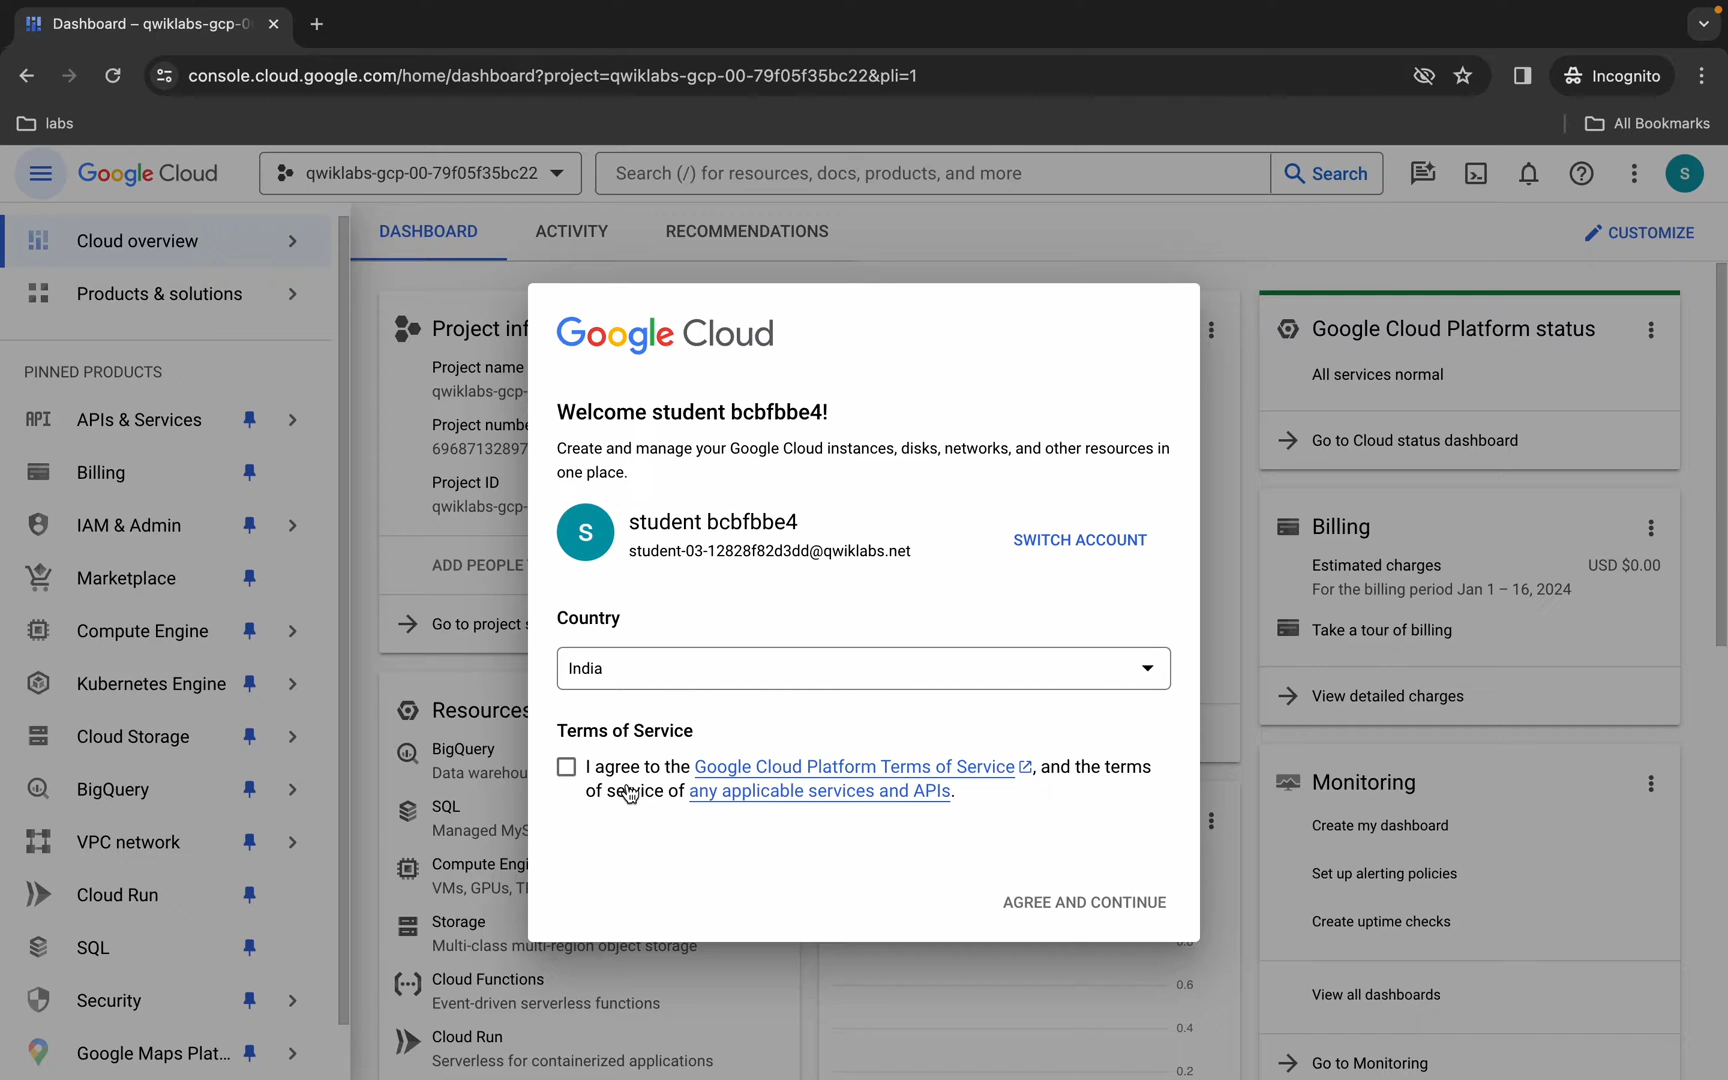 Dashboard – qwiklabs-gcp-0
console.cloud.google.com/home/dashboard?project=qwiklabs-gcp-00-79f05f35bc22&pli=1
Incognito
labs
All Bookmarks
Google Cloud
qwiklabs-gcp-00-79f05f35bc22
Search (/) for resources, docs, products, and more
Search
S
Cloud overview
Products & solutions
PINNED PRODUCTS
API APIs & Services
Billing
IAM & Admin
Marketplace
Compute Engine
Kubernetes Engine
Cloud Storage
BigQuery
VPC network
Cloud Run
SQL
Security
Google Maps Plat...
DASHBOARD
ACTIVITY
RECOMMENDATIONS
CUSTOMIZE
Project inf
Project name
qwiklabs-gcp-
Project numbe
69687132897
Project ID
qwiklabs-gcp-
ADD PEOPLE
Go to project s
Resources
BigQuery
Data warehou
SQL
Managed MyS
Compute Engi
VMs, GPUs, T
Storage
Multi-class multi-region object storage
Cloud Functions
Event-driven serverless functions
Cloud Run
Serverless for containerized applications
Google Cloud
Welcome student bcbfbbe4!
Create and manage your Google Cloud instances, disks, networks, and other resources in
one place.
S
student bcbfbbe4
student-03-12828f82d3dd@qwiklabs.net
SWITCH ACCOUNT
Country
India
Terms of Service
I agree to the Google Cloud Platform Terms of Service, and the terms
of service of any applicable services and APIs.
AGREE AND CONTINUE
0.6
0.4
0.2
Google Cloud Platform status
All services normal
Go to Cloud status dashboard
Billing
Estimated charges USD $0.00
For the billing period Jan 1 – 16, 2024
Take a tour of billing
View detailed charges
Monitoring
Create my dashboard
Set up alerting policies
Create uptime checks
View all dashboards
Go to Monitoring